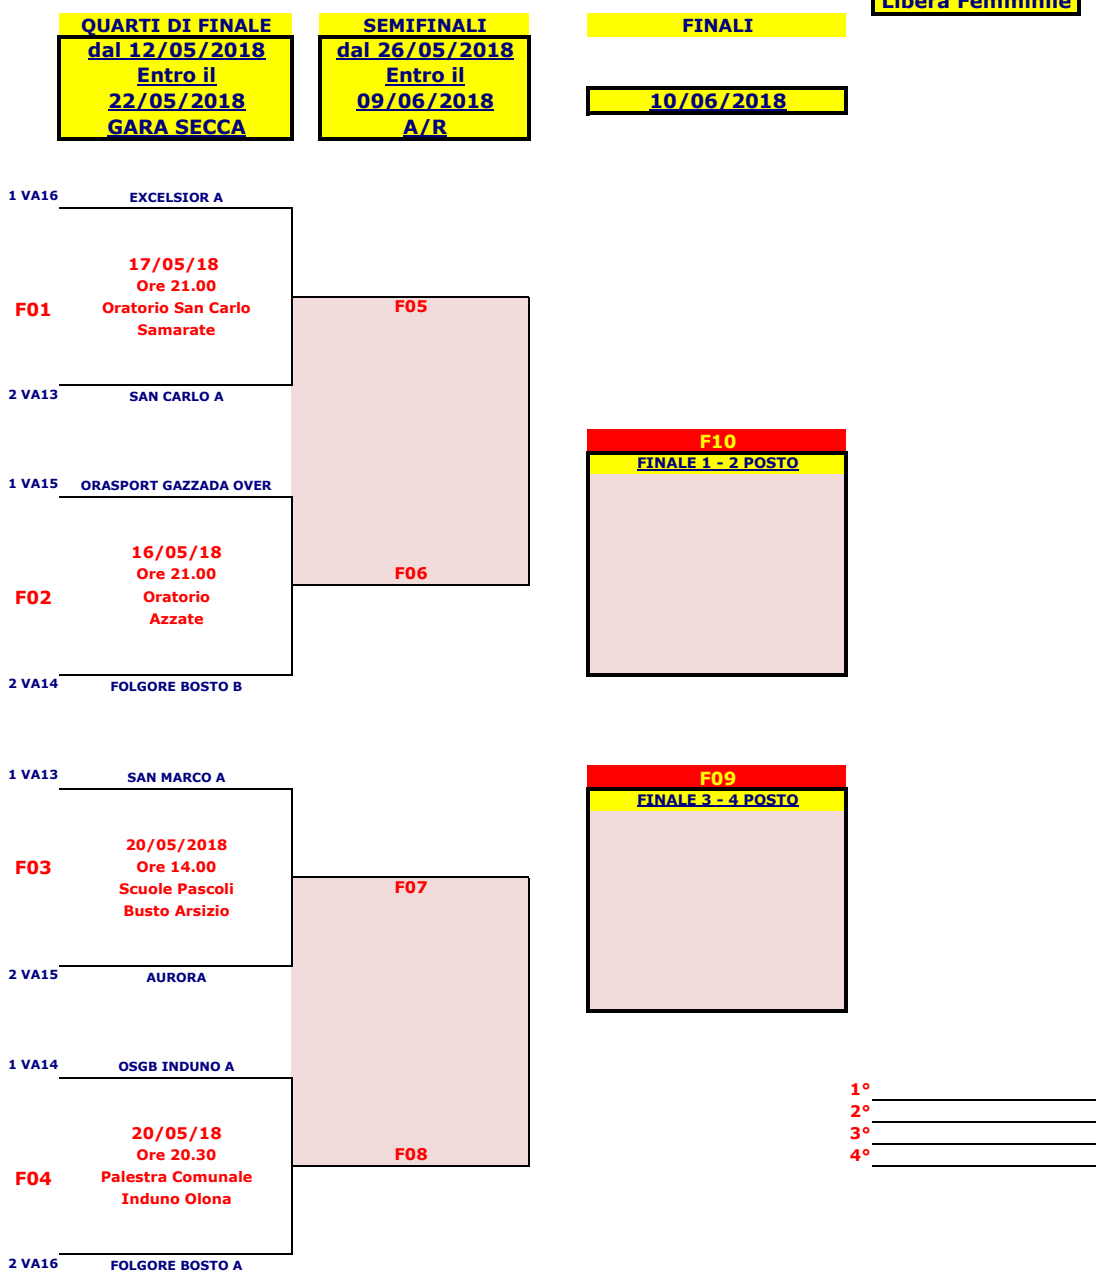 Libera Femminile
QUARTI DI FINALE
dal 12/05/2018
Entro il
22/05/2018
GARA SECCA
SEMIFINALI
dal 26/05/2018
Entro il
09/06/2018
A/R
FINALI
10/06/2018
1 VA16 EXCELSIOR A
17/05/18
Ore 21.00
F01 Oratorio San Carlo
Samarate
2 VA13 SAN CARLO A
F05
1 VA15 ORASPORT GAZZADA OVER
16/05/18
Ore 21.00
F02 Oratorio
Azzate
2 VA14 FOLGORE BOSTO B
F06
F10
FINALE 1 - 2 POSTO
1 VA13 SAN MARCO A
20/05/2018
F03 Ore 14.00
Scuole Pascoli
Busto Arsizio
2 VA15 AURORA
F07
F09
FINALE 3 - 4 POSTO
1 VA14 OSGB INDUNO A
20/05/18
Ore 20.30
F04 Palestra Comunale
Induno Olona
2 VA16 FOLGORE BOSTO A
F08
1°
2°
3°
4°